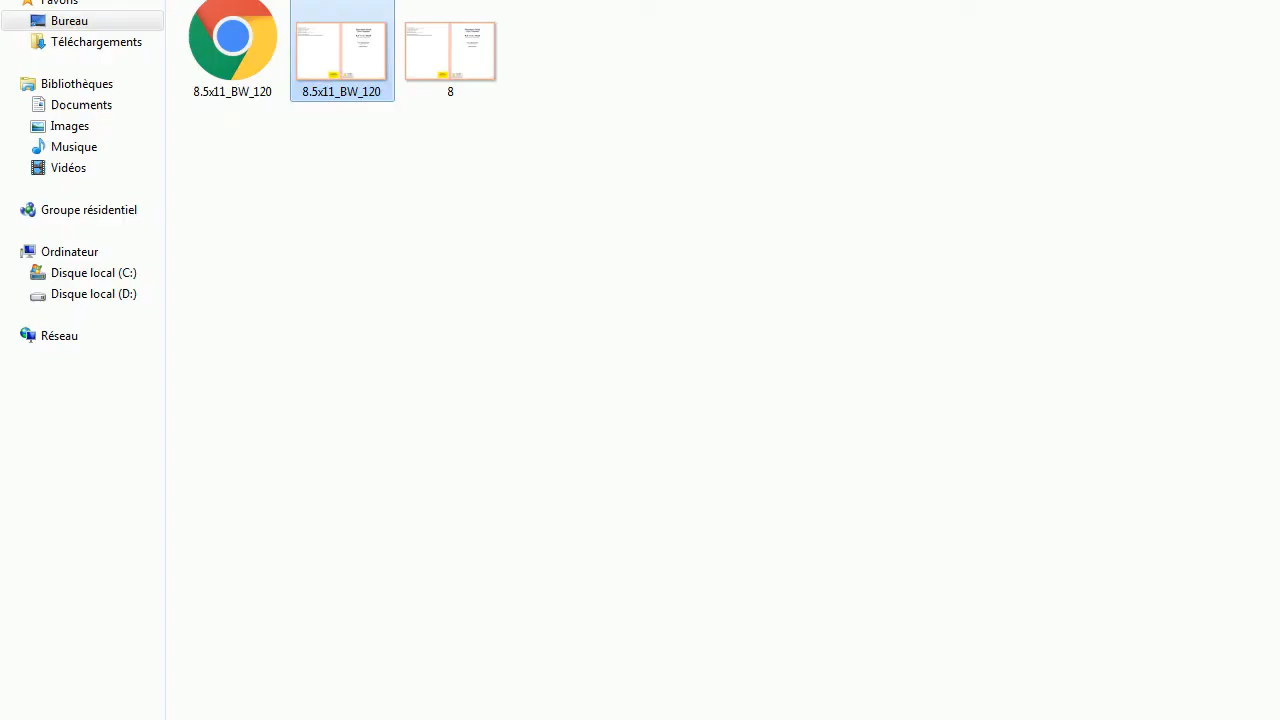 Favoris
Bureau
Téléchargements
Bibliothèques
Documents
Images
Musique
Vidéos
Groupe résidentiel
Ordinateur
Disque local (C:)
Disque local (D:)
Réseau
8.5x11_BW_120
8.5x11_BW_120
8